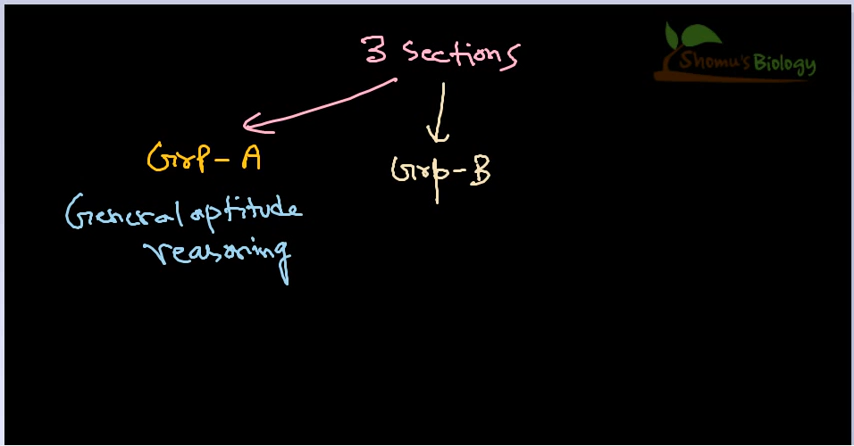 3 sections
Shomu's Biology
Grp - A
Grp - B
General aptitude
reasoning